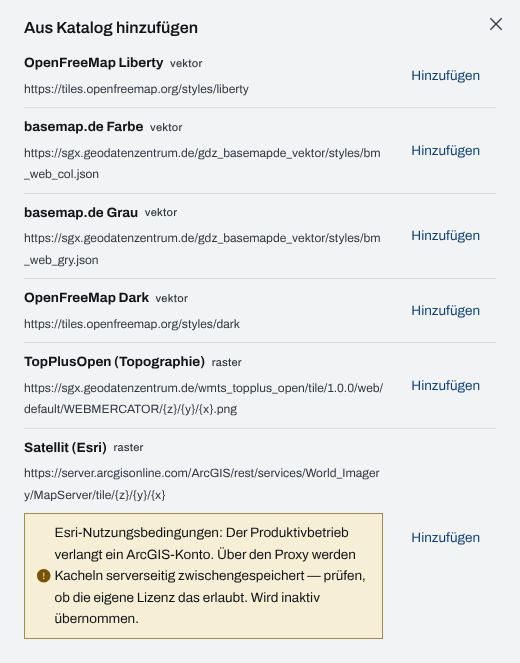 Aus Katalog hinzufügen
OpenFreeMap Liberty vektor
https://tiles.openfreemap.org/styles/liberty
Hinzufügen
basemap.de Farbe vektor
https://sgx.geodatenzentrum.de/gdz_basemapde_vektor/styles/bm
_web_col.json
Hinzufügen
basemap.de Grau vektor
https://sgx.geodatenzentrum.de/gdz_basemapde_vektor/styles/bm
_web_gry.json
Hinzufügen
OpenFreeMap Dark vektor
https://tiles.openfreemap.org/styles/dark
Hinzufügen
TopPlusOpen (Topographie) raster
https://sgx.geodatenzentrum.de/wmts_topplus_open/tile/1.0.0/web/
default/WEBMERCATOR/{z}/{y}/{x}.png
Hinzufügen
Satellit (Esri) raster
https://server.arcgisonline.com/ArcGIS/rest/services/World_Imager
y/MapServer/tile/{z}/{y}/{x}
Esri-Nutzungsbedingungen: Der Produktivbetrieb
verlangt ein ArcGIS-Konto. Über den Proxy werden
Kacheln serverseitig zwischengespeichert — prüfen,
ob die eigene Lizenz das erlaubt. Wird inaktiv
übernommen.
Hinzufügen